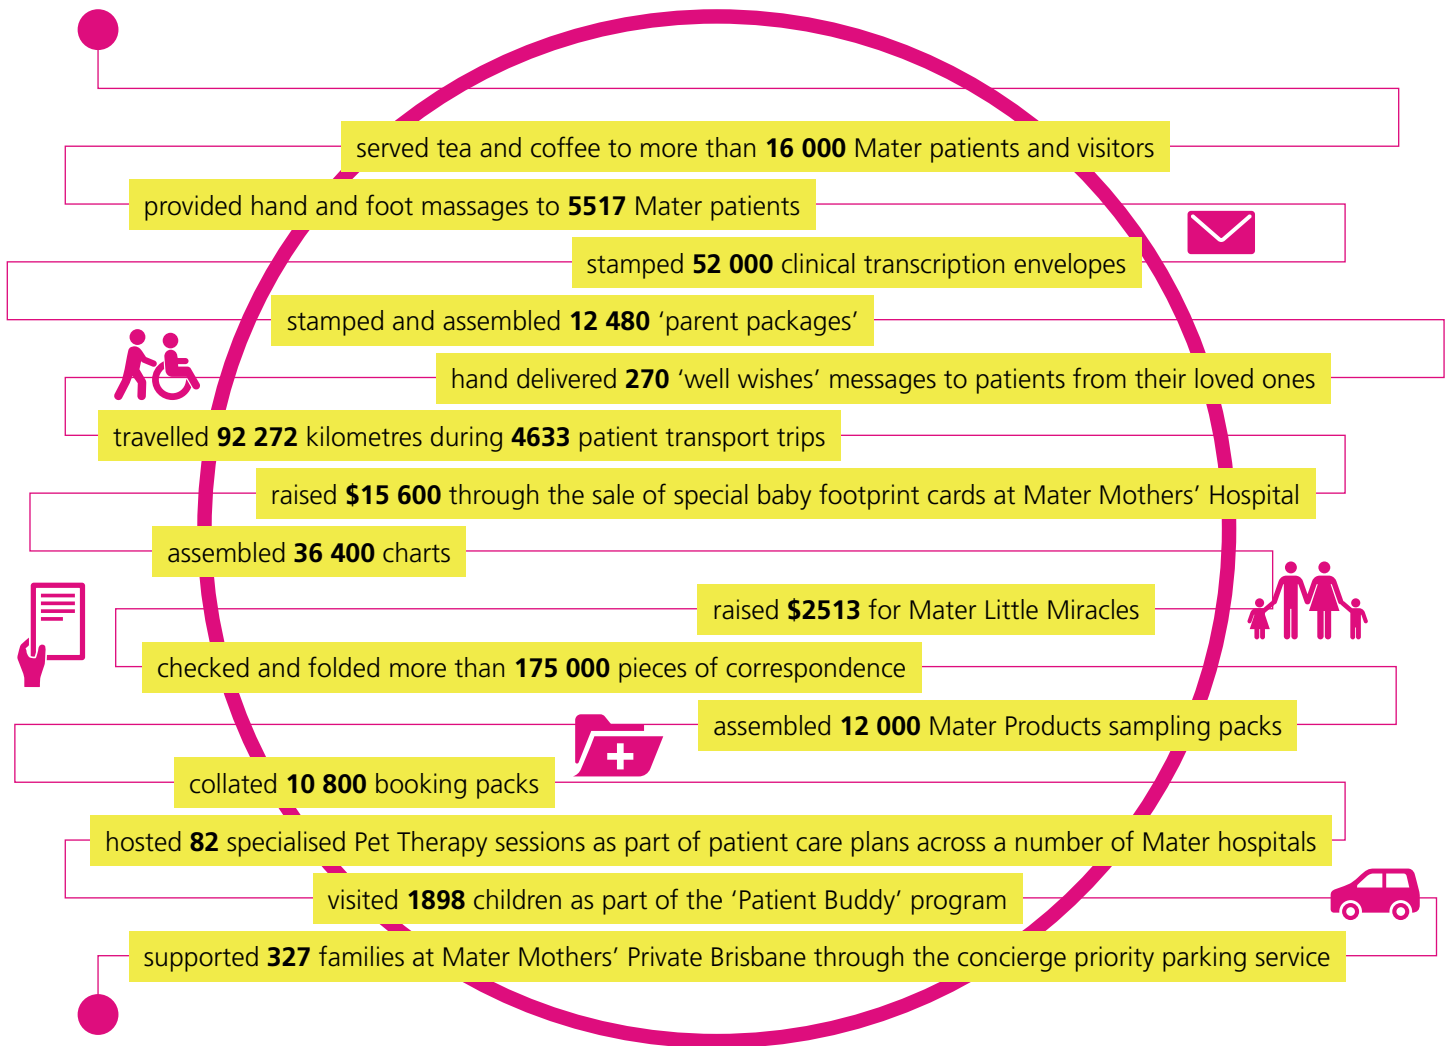 served tea and coffee to more than 16 000 Mater patients and visitors
provided hand and foot massages to 5517 Mater patients
stamped 52 000 clinical transcription envelopes
stamped and assembled 12 480 ‘parent packages’
hand delivered 270 ‘well wishes’ messages to patients from their loved ones
travelled 92 272 kilometres during 4633 patient transport trips
raised $15 600 through the sale of special baby footprint cards at Mater Mothers’ Hospital
assembled 36 400 charts
raised $2513 for Mater Little Miracles
checked and folded more than 175 000 pieces of correspondence
assembled 12 000 Mater Products sampling packs
collated 10 800 booking packs
hosted 82 specialised Pet Therapy sessions as part of patient care plans across a number of Mater hospitals
visited 1898 children as part of the ‘Patient Buddy’ program
supported 327 families at Mater Mothers’ Private Brisbane through the concierge priority parking service